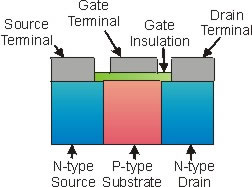 Source
Terminal
Gate
Terminal
Gate
Insulation
Drain
Terminal
N-type
Source
P-type
Substrate
N-type
Drain